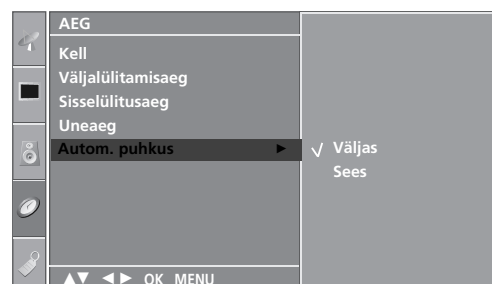 AEG
Kell
Väljalülitamisaeg
Sisselülitusaeg
Uneaeg
Autom. puhkus ►
√ Väljas
Sees
▲▼ ◄► OK MENU